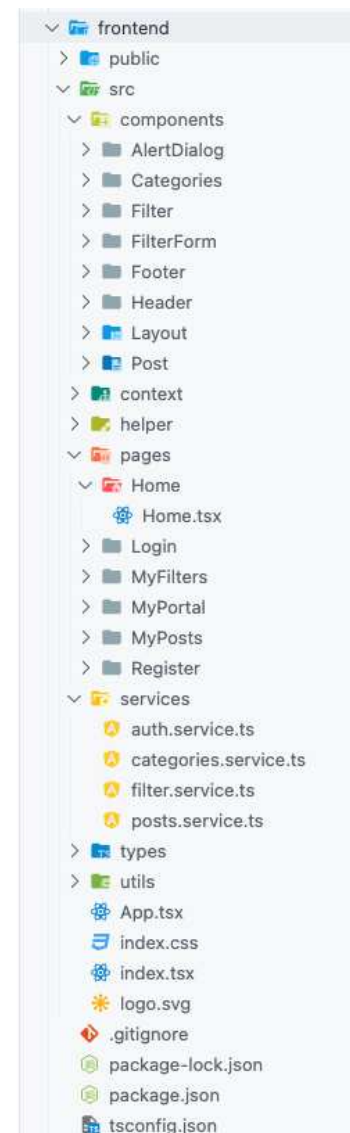 frontend
public
src
components
AlertDialog
Categories
Filter
FilterForm
Footer
Header
Layout
Post
context
helper
pages
Home
Home.tsx
Login
MyFilters
MyPortal
MyPosts
Register
services
auth.service.ts
categories.service.ts
filter.service.ts
posts.service.ts
types
utils
App.tsx
index.css
index.tsx
logo.svg
.gitignore
package-lock.json
package.json
tsconfig.json